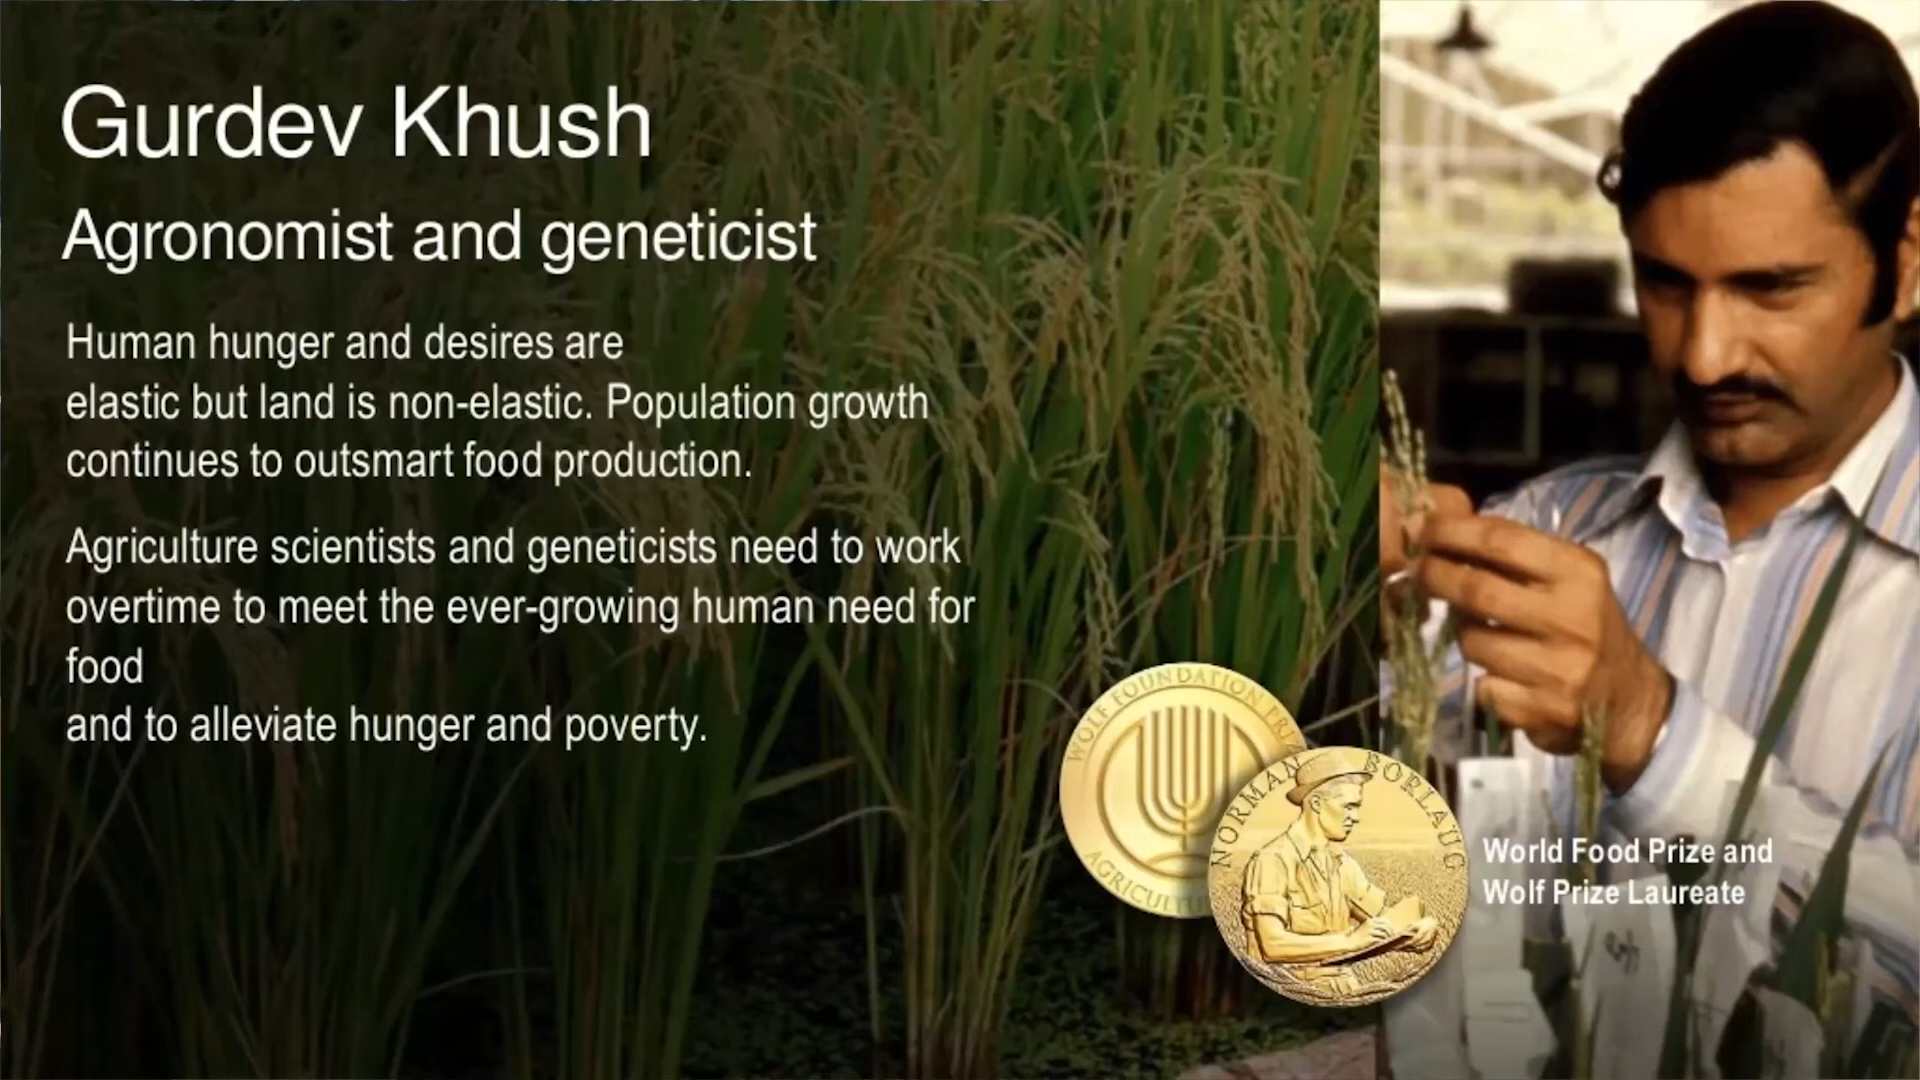 Gurdev Khush
Agronomist and geneticist
Human hunger and desires are
elastic but land is non-elastic. Population growth
continues to outsmart food production.
Agriculture scientists and geneticists need to work
overtime to meet the ever-growing human need for
food
and to alleviate hunger and poverty.
WOLF FOUNDATION
NORMAN BORLAUG
World Food Prize and
Wolf Prize Laureate